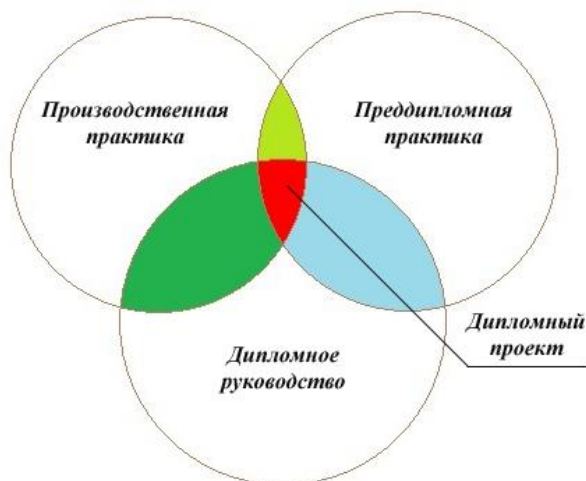 Производственная
практика
Преддипломная
практика
Дипломное
руководство
Дипломный
проект